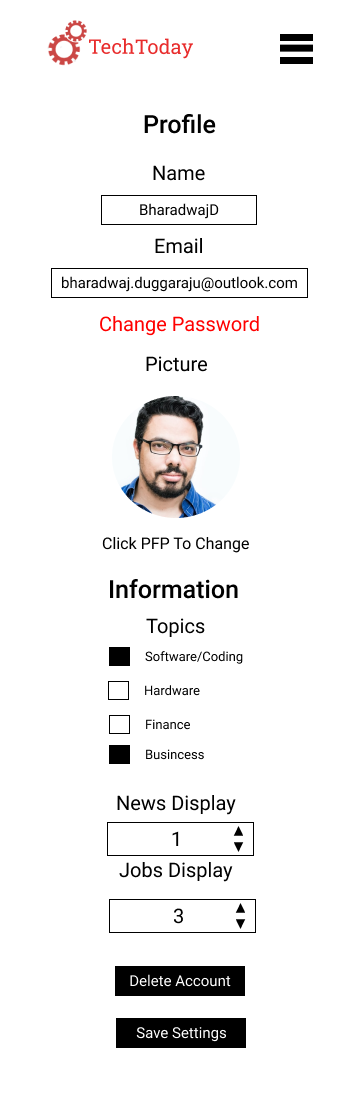 TechToday
Profile
Name
BharadwajD
Email
bharadwaj.duggaraju@outlook.com
Change Password
Picture
Click PFP To Change
Information
Topics
Software/Coding
Hardware
Finance
Busincess
News Display
1
Jobs Display
3
Delete Account
Save Settings